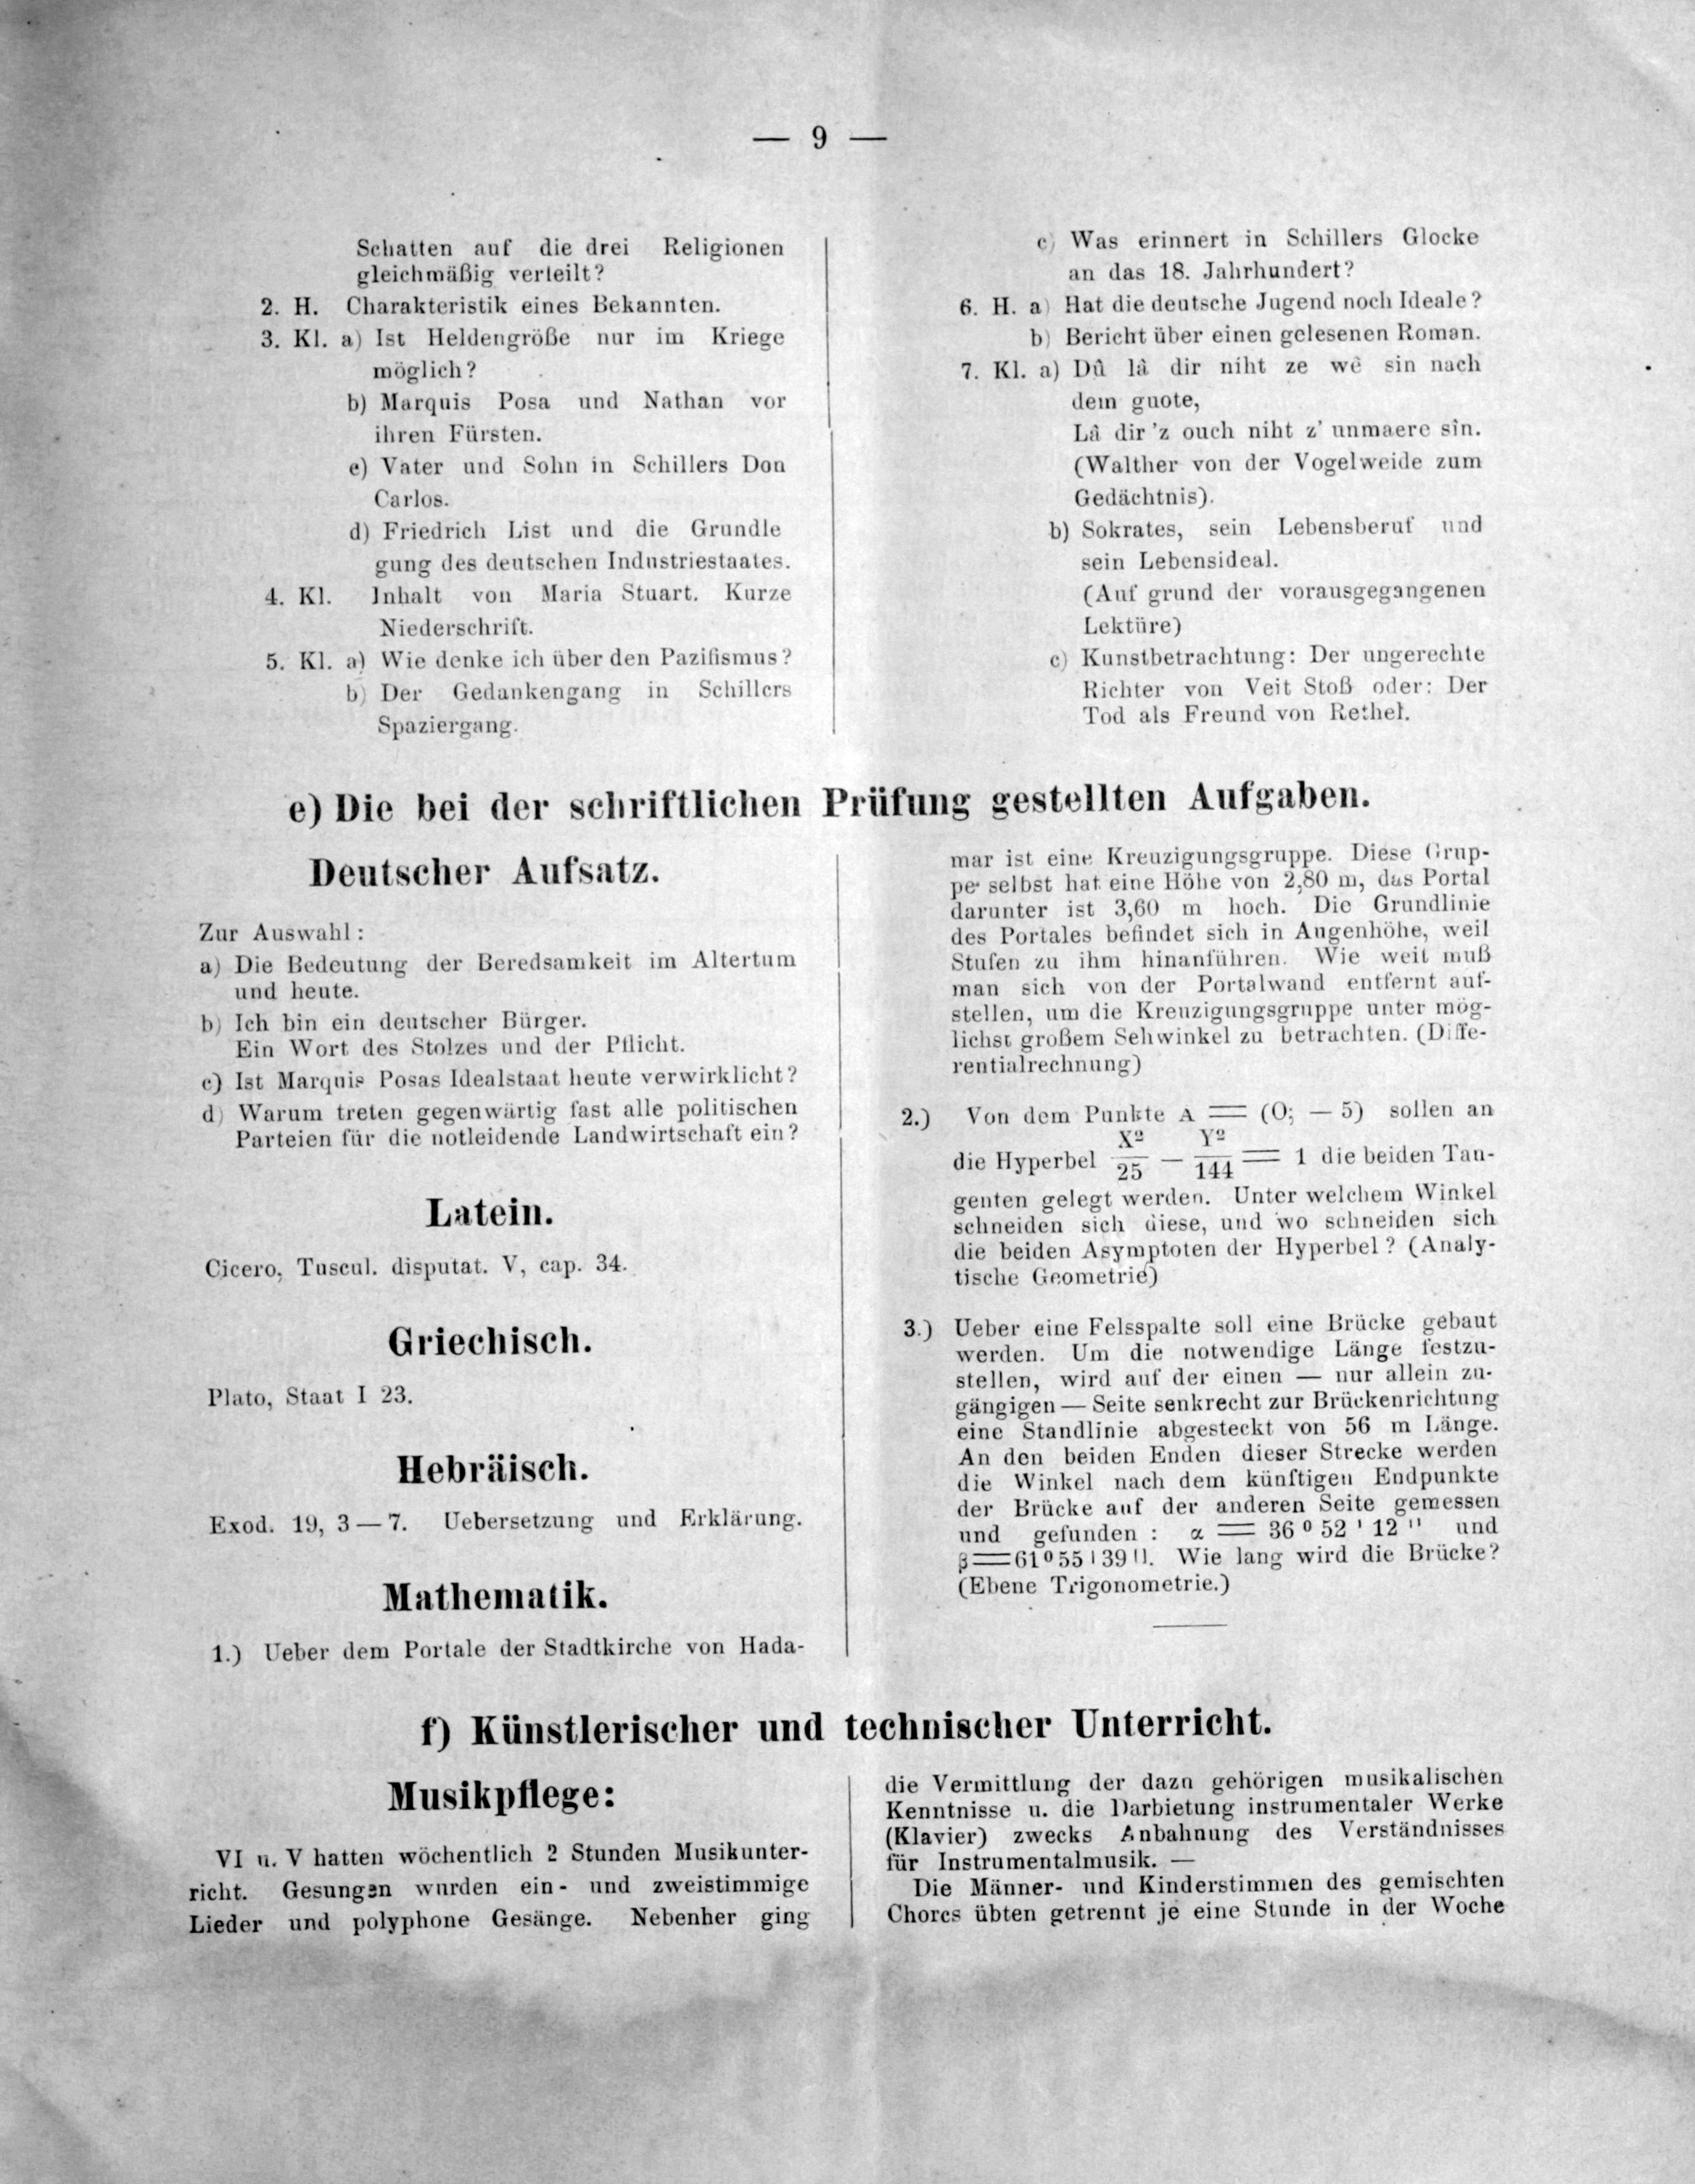 — 9 —
Schatten auf die drei Religionen
gleichmäßig verteilt?
2. H. Charakteristik eines Bekannten.
3. Kl. a) Ist Heldengröße nur im Kriege
möglich?
b) Marquis Posa und Nathan vor
ihren Fürsten.
c) Vater und Sohn in Schillers Don
Carlos.
d) Friedrich List und die Grundle
gung des deutschen Industriestaates.
4. Kl. Inhalt von Maria Stuart. Kurze
Niederschrift.
5. Kl. a) Wie denke ich über den Pazifismus?
b) Der Gedankengang in Schillers
Spaziergang.
c) Was erinnert in Schillers Glocke
an das 18. Jahrhundert?
6. H. a) Hat die deutsche Jugend noch Ideale?
b) Bericht über einen gelesenen Roman.
7. Kl. a) Dû lâ dir niht ze wê sin nach
dem guote,
Lâ dir 'z ouch niht z' unmaere sîn.
(Walther von der Vogelweide zum
Gedächtnis).
b) Sokrates, sein Lebensberuf und
sein Lebensideal.
(Auf grund der vorausgegangenen
Lektüre)
c) Kunstbetrachtung: Der ungerechte
Richter von Veit Stoß oder: Der
Tod als Freund von Rethel.
e) Die bei der schriftlichen Prüfung gestellten Aufgaben.
Deutscher Aufsatz.
Zur Auswahl:
a) Die Bedeutung der Beredsamkeit im Altertum
und heute.
b) Ich bin ein deutscher Bürger.
Ein Wort des Stolzes und der Pflicht.
c) Ist Marquis Posas Idealstaat heute verwirklicht?
d) Warum treten gegenwärtig fast alle politischen
Parteien für die notleidende Landwirtschaft ein?
Latein.
Cicero, Tuscul. disputat. V, cap. 34.
Griechisch.
Plato, Staat I 23.
Hebräisch.
Exod. 19, 3—7. Uebersetzung und Erklärung.
Mathematik.
1.) Ueber dem Portale der Stadtkirche von Hada-
mar ist eine Kreuzigungsgruppe. Diese Grup-
pe selbst hat eine Höhe von 2,80 m, das Portal
darunter ist 3,60 m hoch. Die Grundlinie
des Portales befindet sich in Augenhöhe, weil
Stufen zu ihm hinanführen. Wie weit muß
man sich von der Portalwand entfernt auf-
stellen, um die Kreuzigungsgruppe unter mög-
lichst großem Sehwinkel zu betrachten. (Diffe-
rentialrechnung)
2.) Von dem Punkte A = (O; — 5) sollen an
die Hyperbel X²/25 — Y²/144 = 1 die beiden Tan-
genten gelegt werden. Unter welchem Winkel
schneiden sich diese, und wo schneiden sich
die beiden Asymptoten der Hyperbel? (Analy-
tische Geometrie)
3.) Ueber eine Felsspalte soll eine Brücke gebaut
werden. Um die notwendige Länge festzu-
stellen, wird auf der einen — nur allein zu-
gängigen — Seite senkrecht zur Brückenrichtung
eine Standlinie abgesteckt von 56 m Länge.
An den beiden Enden dieser Strecke werden
die Winkel nach dem künftigen Endpunkte
der Brücke auf der anderen Seite gemessen
und gefunden : α = 36° 52' 12" und
β=61°55'39". Wie lang wird die Brücke?
(Ebene Trigonometrie.)
f) Künstlerischer und technischer Unterricht.
Musikpflege:
VI u. V hatten wöchentlich 2 Stunden Musikunter-
richt. Gesungen wurden ein- und zweistimmige
Lieder und polyphone Gesänge. Nebenher ging
die Vermittlung der dazu gehörigen musikalischen
Kenntnisse u. die Darbietung instrumentaler Werke
(Klavier) zwecks Anbahnung des Verständnisses
für Instrumentalmusik. —
Die Männer- und Kinderstimmen des gemischten
Chores übten getrennt je eine Stunde in der Woche